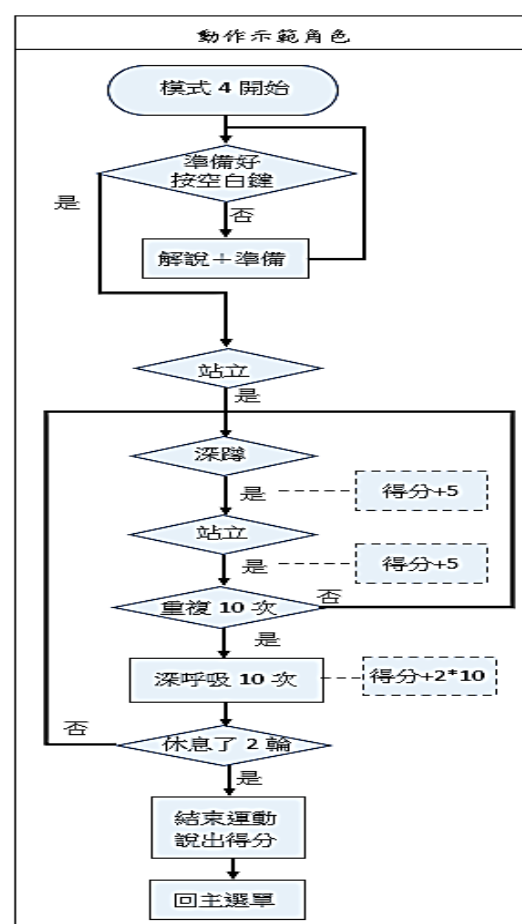 動作示範角色
模式 4 開始
準備好
按空白鍵
是
否
解說＋準備
站立
是
深蹲
是
得分+5
站立
是
得分+5
重複 10 次
否
是
深呼吸 10 次
得分+2*10
休息了 2 輪
否
是
結束運動
說出得分
回主選單